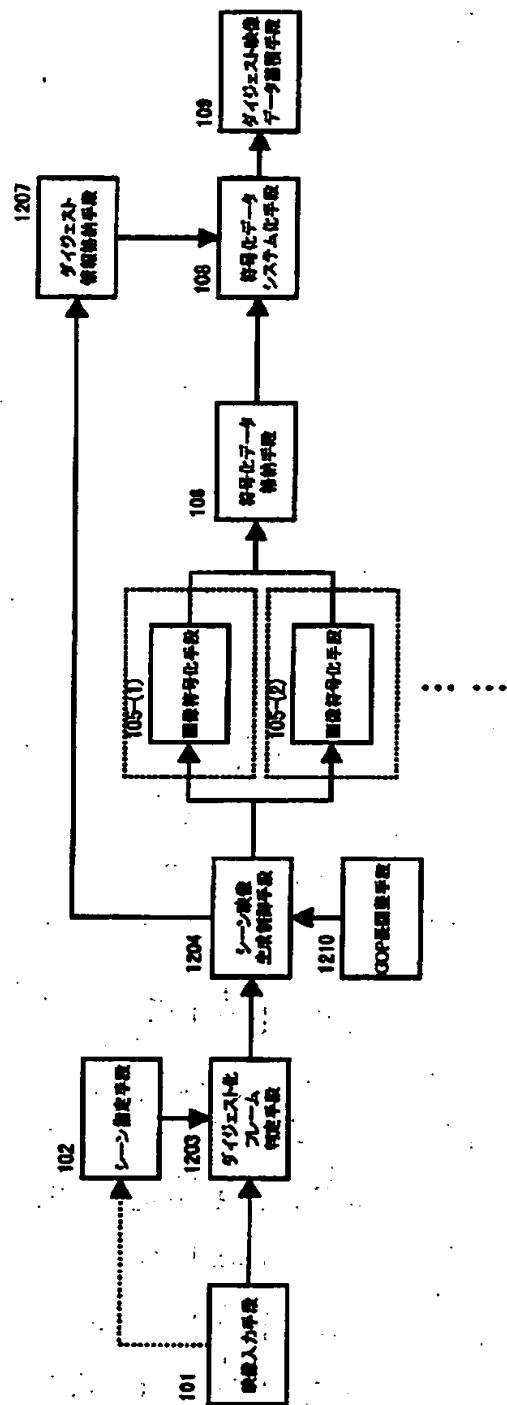 101
映像入力手段
102
シーン指定手段
1203
ダイジェスト化
フレーム
判定手段
1204
シーン映像
生成制御手段
1210
GOP長調整手段
105-(1)
画像符号化手段
105-(2)
画像符号化手段
106
符号化データ
格納手段
1207
ダイジェスト
情報格納手段
108
符号化データ
システム化手段
109
ダイジェスト映像
データ蓄積手段